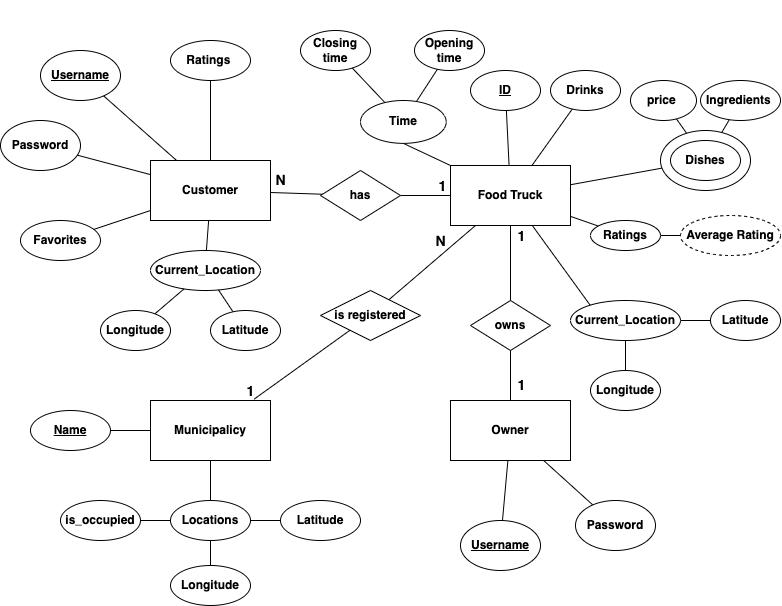 Closing
time
Opening
time
Username
Ratings
ID
Drinks
price
Ingredients
Time
Password
Dishes
Customer
N
has
1
Food Truck
Favorites
N
1
Ratings
Average Rating
Current_Location
Longitude
Latitude
is registered
owns
Current_Location
Latitude
1
1
Longitude
Name
Municipalicy
Owner
is_occupied
Locations
Latitude
Username
Password
Longitude